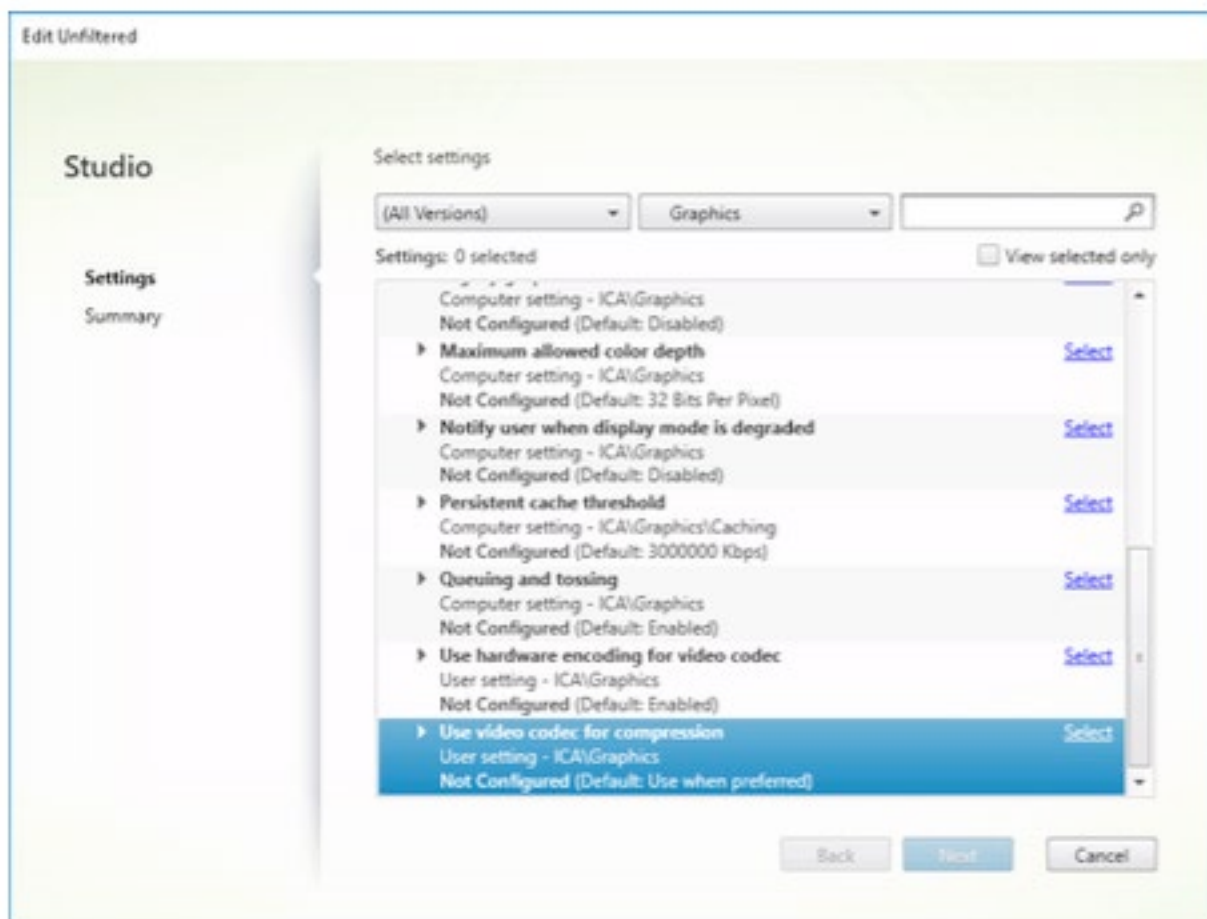 Edit Unfiltered
Studio
Settings
Summary
Select settings
(All Versions)
Graphics
Settings: 0 selected
View selected only
Computer setting - ICA\Graphics
Not Configured (Default: Disabled)
Maximum allowed color depth
Select
Computer setting - ICA\Graphics
Not Configured (Default: 32 Bits Per Pixel)
Notify user when display mode is degraded
Select
Computer setting - ICA\Graphics
Not Configured (Default: Disabled)
Persistent cache threshold
Select
Computer setting - ICA\Graphics\Caching
Not Configured (Default: 3000000 Kbps)
Queuing and tossing
Select
Computer setting - ICA\Graphics
Not Configured (Default: Enabled)
Use hardware encoding for video codec
Select
User setting - ICA\Graphics
Not Configured (Default: Enabled)
Use video codec for compression
Select
User setting - ICA\Graphics
Not Configured (Default: Use when preferred)
Back
Next
Cancel